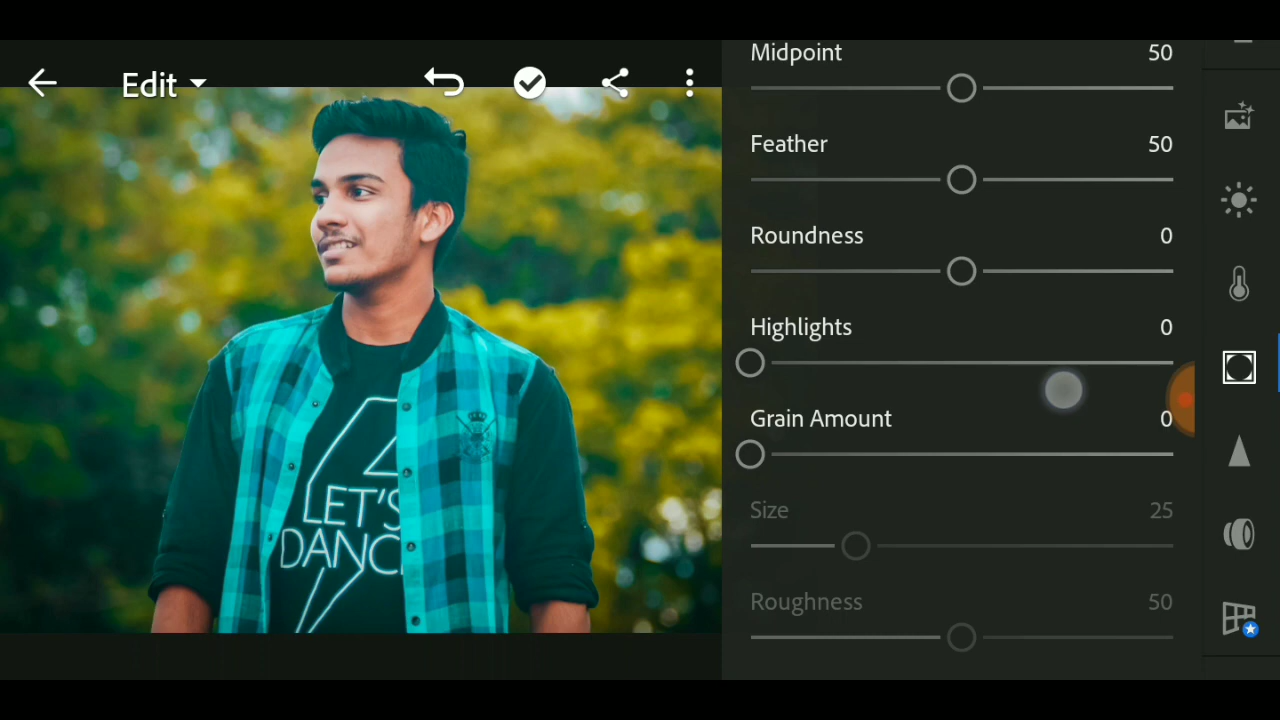 Edit
Midpoint 50
Feather 50
Roundness 0
Highlights 0
Grain Amount 0
Size 25
Roughness 50
LET'S
DANC